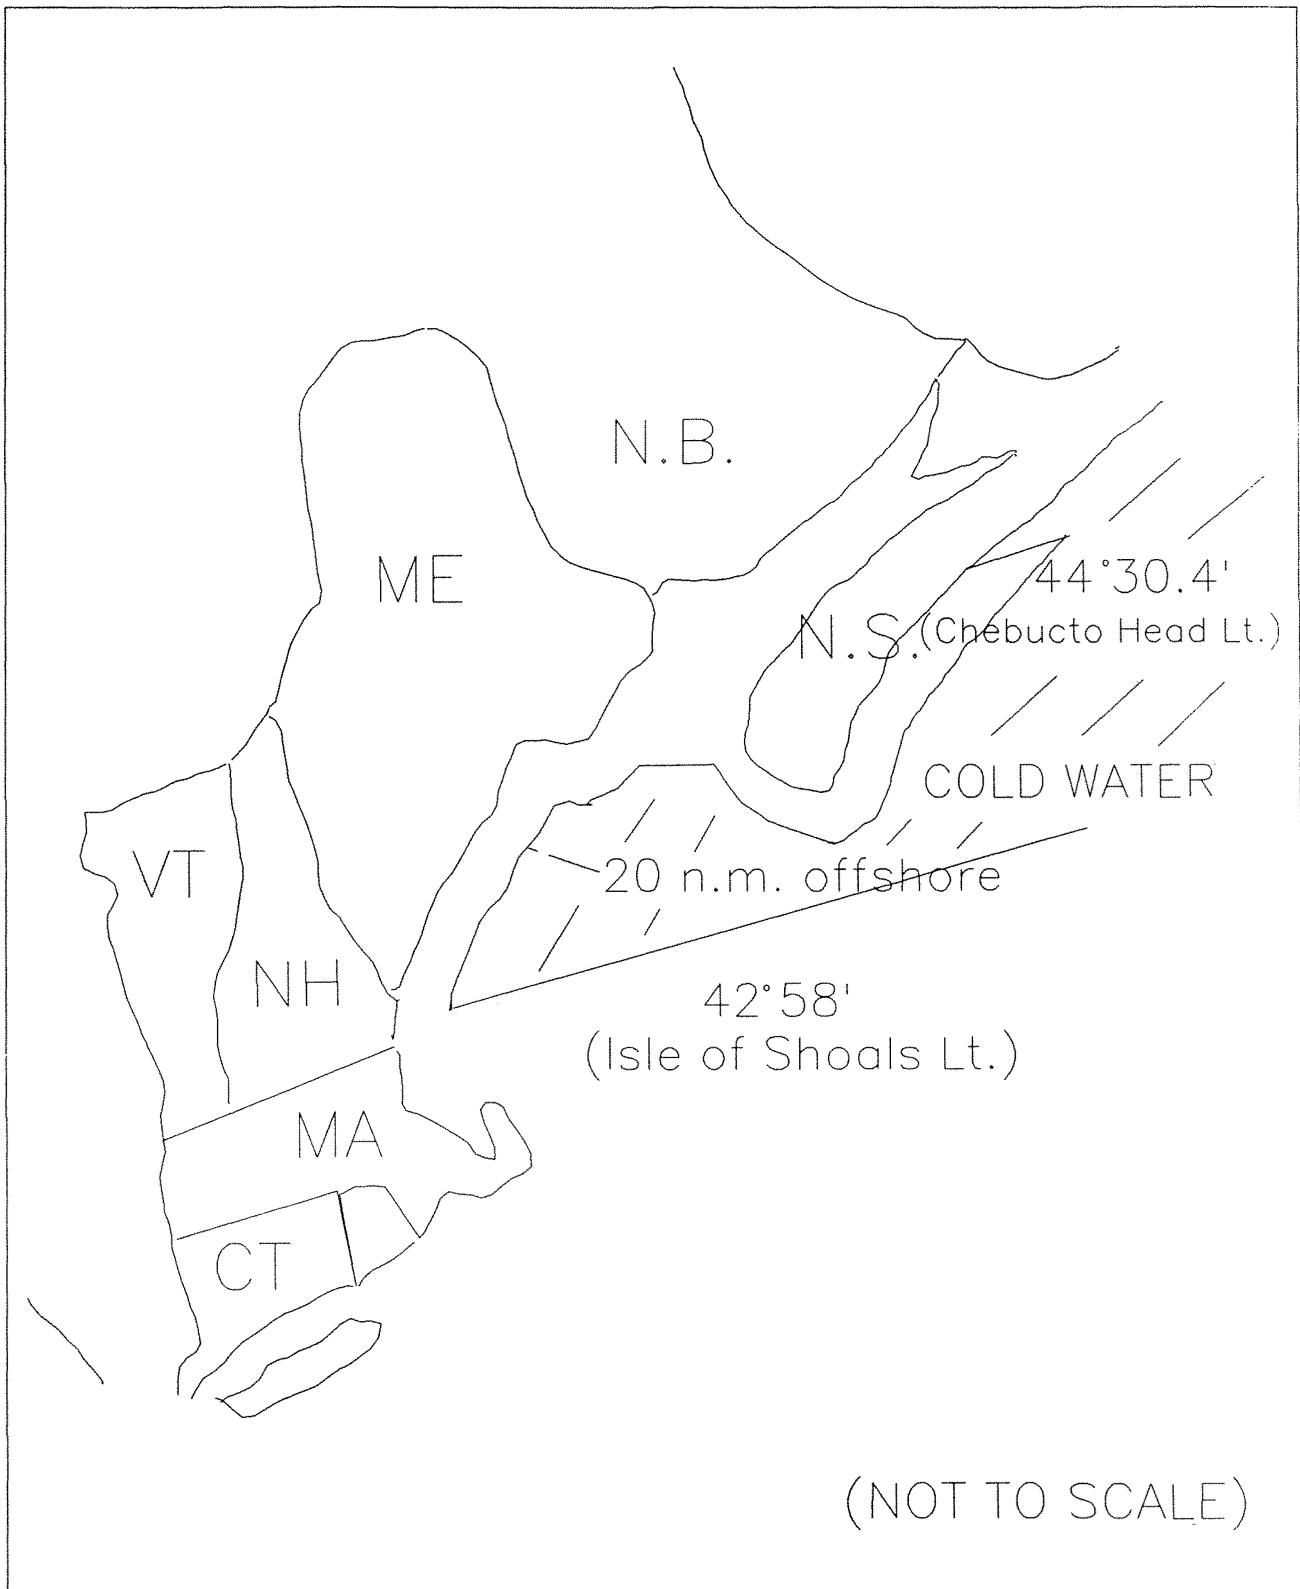 N.B.
ME
44°30.4'
N.S.
(Chebucto Head Lt.)
COLD WATER
VT
20 n.m. offshore
NH
42°58'
(Isle of Shoals Lt.)
MA
CT
(NOT TO SCALE)